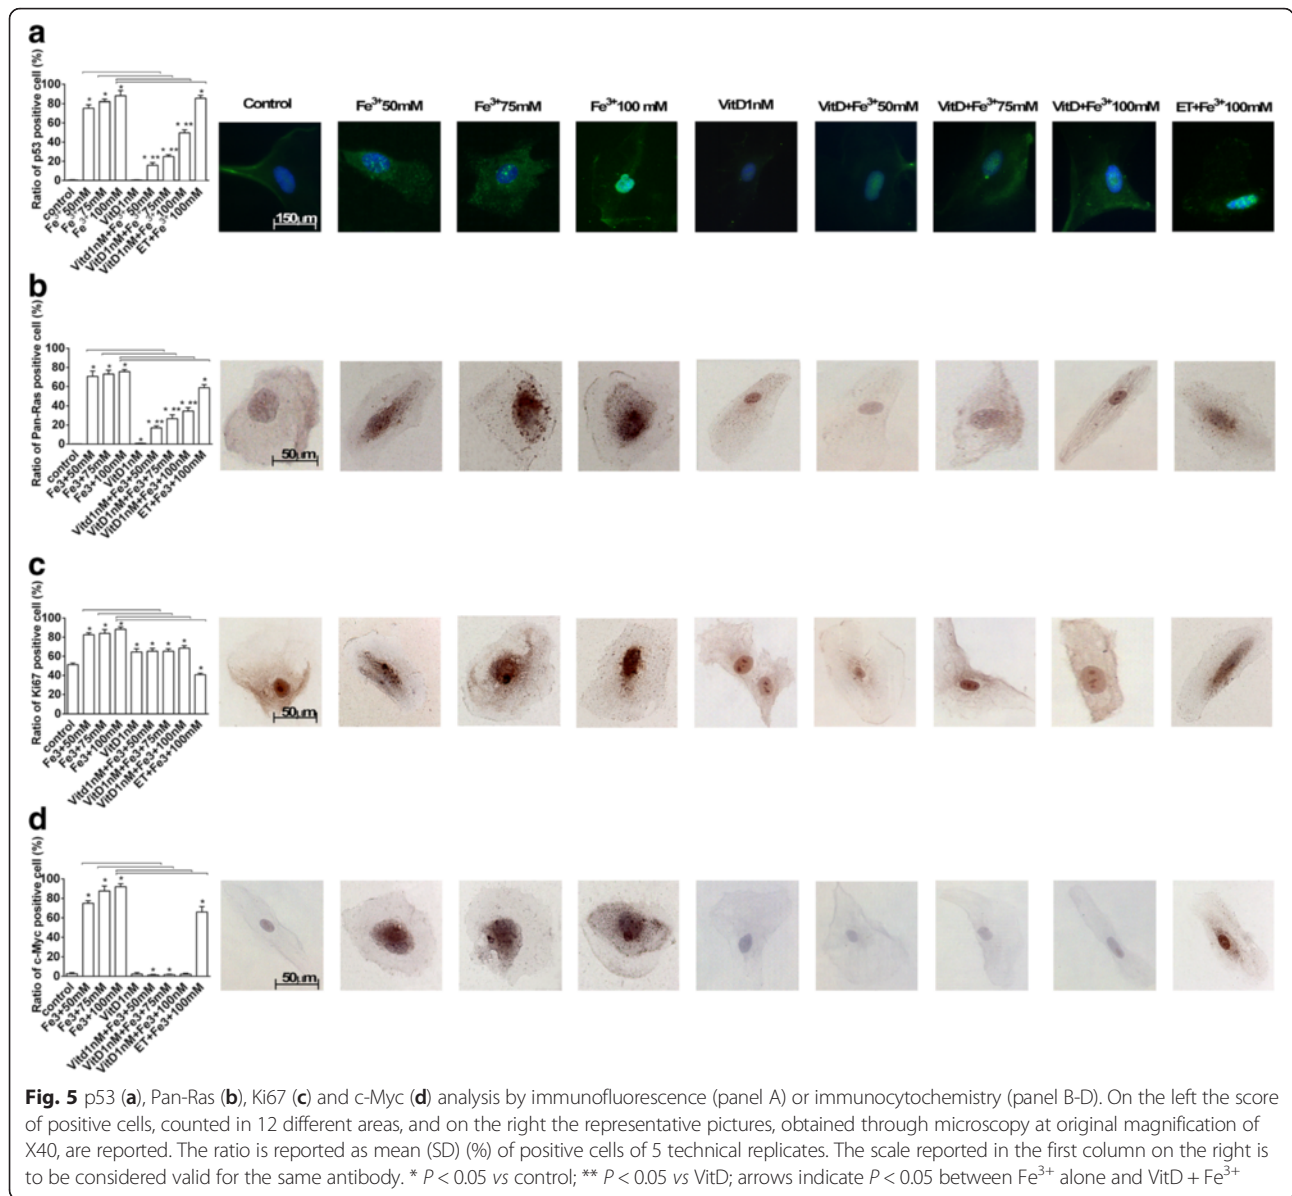 a
Ratio of p53 positive cell (%)
100
80
60
40
20
0
* * * * ** * ** * ** *
control
Fe³⁺50mM
Fe³⁺75mM
Fe³⁺100mM
VitD1nM
Vitd1nM+Fe³⁺50mM
VitD1nM+Fe³⁺75mM
VitD1nM+Fe³⁺100mM
ET+Fe³⁺100mM
Control Fe³⁺50mM Fe³⁺75mM Fe³⁺100 mM VitD1nM VitD+Fe³⁺50mM VitD+Fe³⁺75mM VitD+Fe³⁺100mM ET+Fe³⁺100mM
150µm
b
Ratio of Pan-Ras positive cell (%)
100
80
60
40
20
0
* * * * * ** * ** * ** *
control
Fe3+50mM
Fe3+75mM
Fe3+100mM
VitD1nM
Vitd1nM+Fe3+50mM
VitD1nM+Fe3+75mM
VitD1nM+Fe3+100mM
ET+Fe3+100mM
50µm
c
Ratio of Ki67 positive cell (%)
100
80
60
40
20
0
* * * * * * * *
control
Fe3+50mM
Fe3+75mM
Fe3+100mM
VitD1nM
Vitd1nM+Fe3+50mM
VitD1nM+Fe3+75mM
VitD1nM+Fe3+100mM
ET+Fe3+100mM
50µm
d
Ratio of c-Myc positive cell (%)
100
80
60
40
20
0
* * * * * *
control
Fe3+50mM
Fe3+75mM
Fe3+100mM
VitD1nM
Vitd1nM+Fe3+50mM
VitD1nM+Fe3+75mM
VitD1nM+Fe3+100nM
ET+Fe3+100mM
50µm
Fig. 5 p53 (a), Pan-Ras (b), Ki67 (c) and c-Myc (d) analysis by immunofluorescence (panel A) or immunocytochemistry (panel B-D). On the left the score
of positive cells, counted in 12 different areas, and on the right the representative pictures, obtained through microscopy at original magnification of
X40, are reported. The ratio is reported as mean (SD) (%) of positive cells of 5 technical replicates. The scale reported in the first column on the right is
to be considered valid for the same antibody. * P < 0.05 vs control; ** P < 0.05 vs VitD; arrows indicate P < 0.05 between Fe³⁺ alone and VitD + Fe³⁺